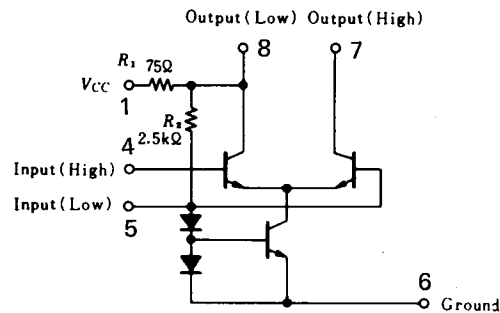 Output(Low) Output(High)
8 7
R₁ 75Ω
VCC
1
R₂
2.5kΩ
4
Input(High)
Input(Low)
5
6
Ground